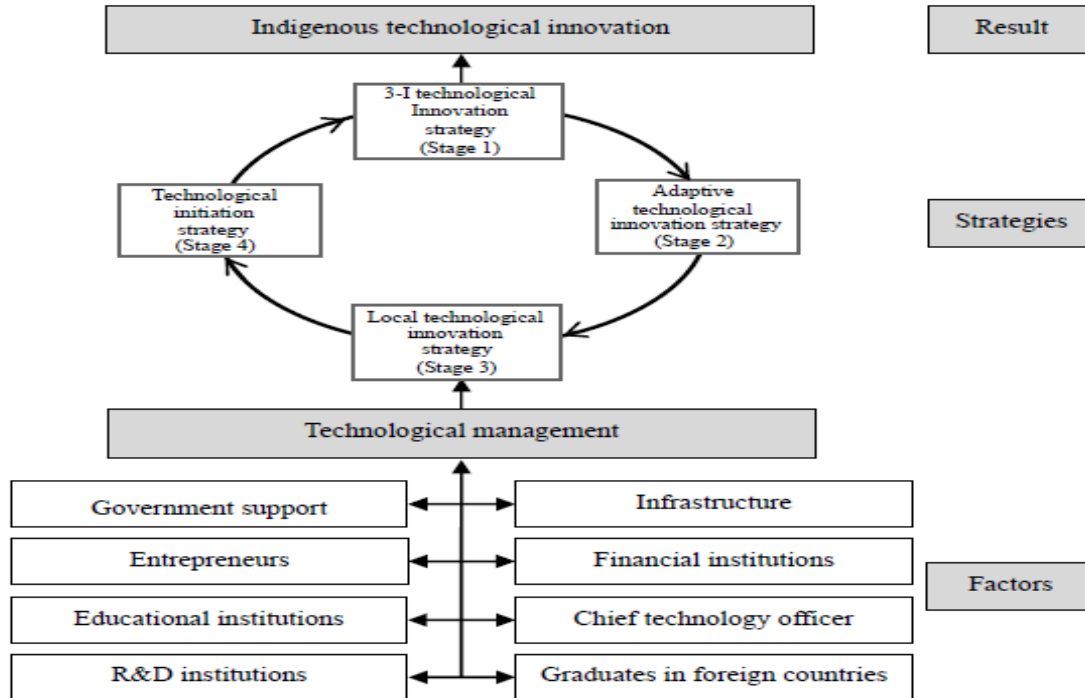 Indigenous technological innovation
Result
3-I technological
Innovation
strategy
(Stage 1)
Technological
initiation
strategy
(Stage 4)
Adaptive
technological
innovation strategy
(Stage 2)
Strategies
Local technological
innovation
strategy
(Stage 3)
Technological management
Government support
Infrastructure
Entrepreneurs
Financial institutions
Factors
Educational institutions
Chief technology officer
R&D institutions
Graduates in foreign countries